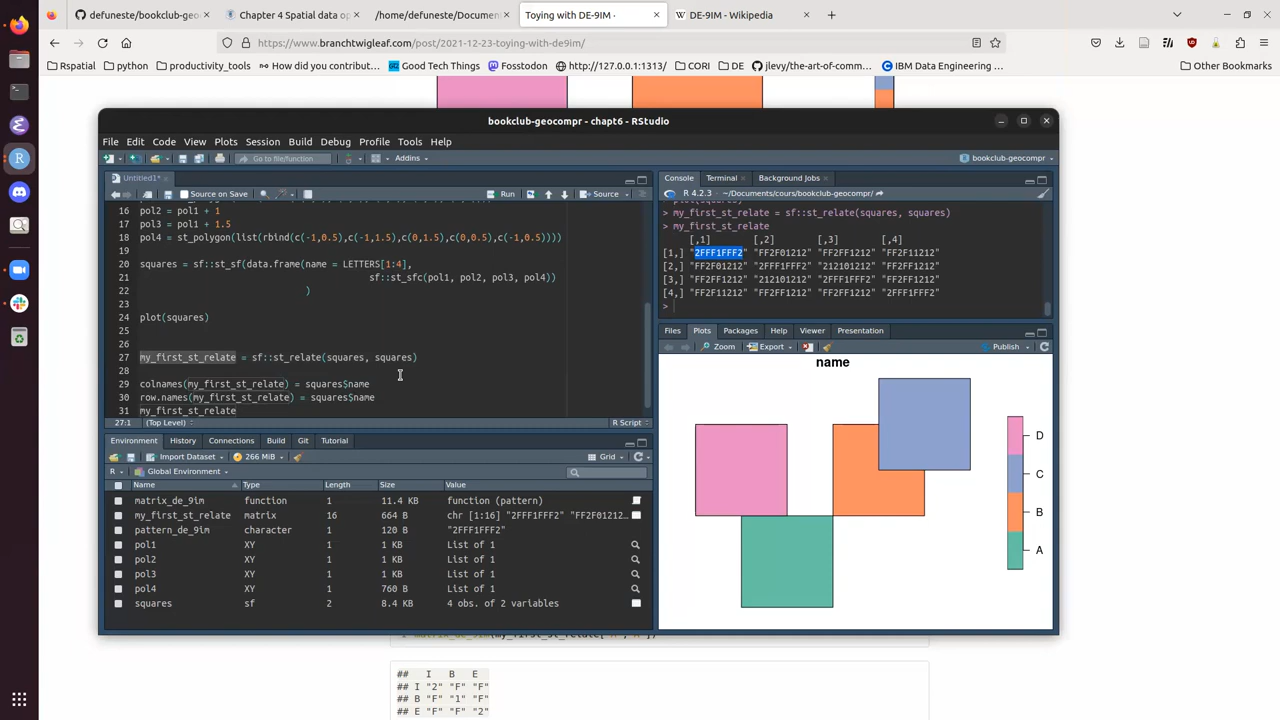 defuneste/bookclub-geo
Chapter 4 Spatial data op
/home/defuneste/Documen
Toying with DE-9IM ·
DE-9IM - Wikipedia
https://www.branchtwigleaf.com/post/2021-12-23-toying-with-de9im/
Rspatial
python
productivity_tools
How did you contribut…
Good Tech Things
Fosstodon
http://127.0.0.1:1313/
CORI
DE
jlevy/the-art-of-comm…
IBM Data Engineering …
Other Bookmarks
bookclub-geocompr - chapt6 - RStudio
File Edit Code View Plots Session Build Debug Profile Tools Help
Go to file/function
Addins
bookclub-geocompr
Untitled1*
Source on Save
Run
Source
16 pol2 = pol1 + 1
17 pol3 = pol1 + 1.5
18 pol4 = st_polygon(list(rbind(c(-1,0.5),c(-1,1.5),c(0,1.5),c(0,0.5),c(-1,0.5))))
19
20 squares = sf::st_sf(data.frame(name = LETTERS[1:4],
21 sf::st_sfc(pol1, pol2, pol3, pol4))
22 )
23
24 plot(squares)
25
26
27 my_first_st_relate = sf::st_relate(squares, squares)
28
29 colnames(my_first_st_relate) = squares$name
30 row.names(my_first_st_relate) = squares$name
31 my_first_st_relate
27:1 (Top Level) R Script
Console Terminal Background Jobs
R 4.2.3 · ~/Documents/cours/bookclub-geocompr/
> my_first_st_relate = sf::st_relate(squares, squares)
> my_first_st_relate
[,1] [,2] [,3] [,4]
[1,] "2FFF1FFF2" "FF2F01212" "FF2FF1212" "FF2F11212"
[2,] "FF2F01212" "2FFF1FFF2" "212101212" "FF2FF1212"
[3,] "FF2FF1212" "212101212" "2FFF1FFF2" "FF2FF1212"
[4,] "FF2F11212" "FF2FF1212" "FF2FF1212" "2FFF1FFF2"
>
Files Plots Packages Help Viewer Presentation
Zoom Export Publish
name
D
C
B
A
Environment History Connections Build Git Tutorial
Import Dataset 266 MiB Grid
R Global Environment
Name Type Length Size Value
matrix_de_9im function 1 11.4 KB function (pattern)
my_first_st_relate matrix 16 664 B chr [1:16] "2FFF1FFF2" "FF2F01212…
pattern_de_9im character 1 120 B "2FFF1FFF2"
pol1 XY 1 1 KB List of 1
pol2 XY 1 1 KB List of 1
pol3 XY 1 1 KB List of 1
pol4 XY 1 760 B List of 1
squares sf 2 8.4 KB 4 obs. of 2 variables
## I B E
## I "2" "F" "F"
## B "F" "1" "F"
## E "F" "F" "2"